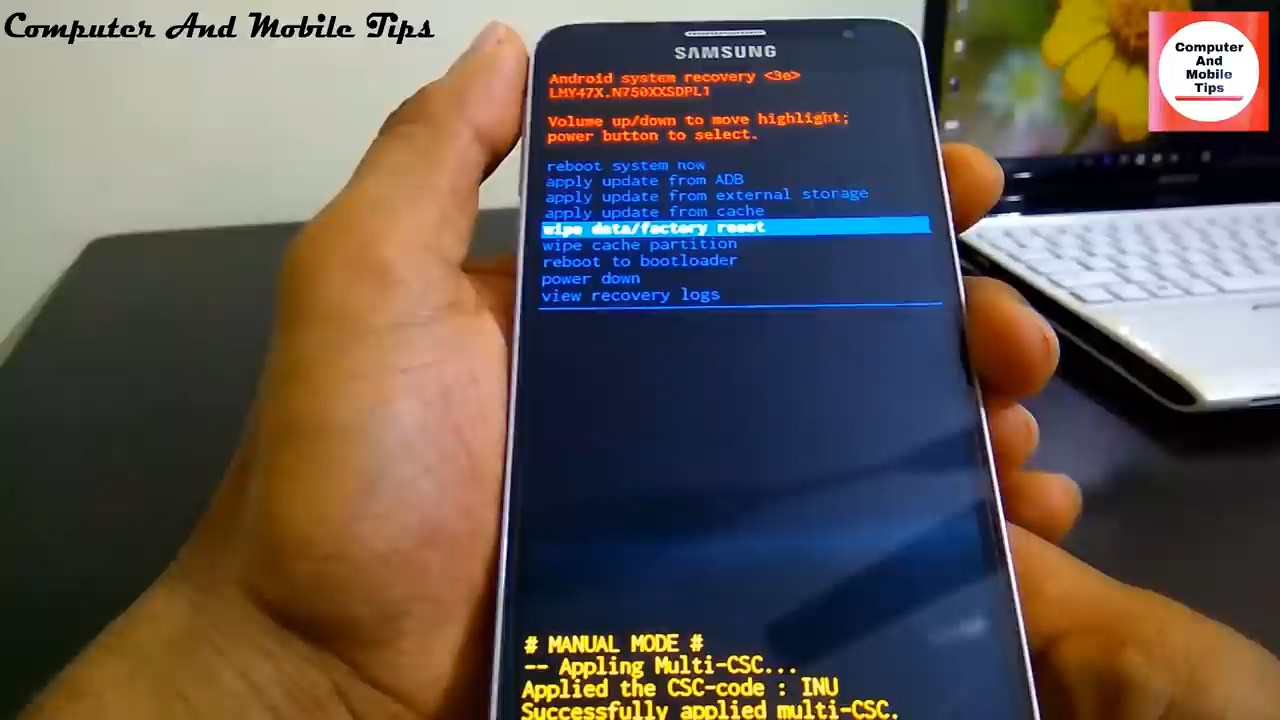 Computer And Mobile Tips
Computer
And
Mobile
Tips
SAMSUNG
Android system recovery <3e>
LMY47X.N750XXSDPL1
Volume up/down to move highlight;
power button to select.
reboot system now
apply update from ADB
apply update from external storage
apply update from cache
wipe data/factory reset
wipe cache partition
reboot to bootloader
power down
view recovery logs
# MANUAL MODE #
-- Appling Multi-CSC...
Applied the CSC-code : INU
Successfully applied multi-CSC.